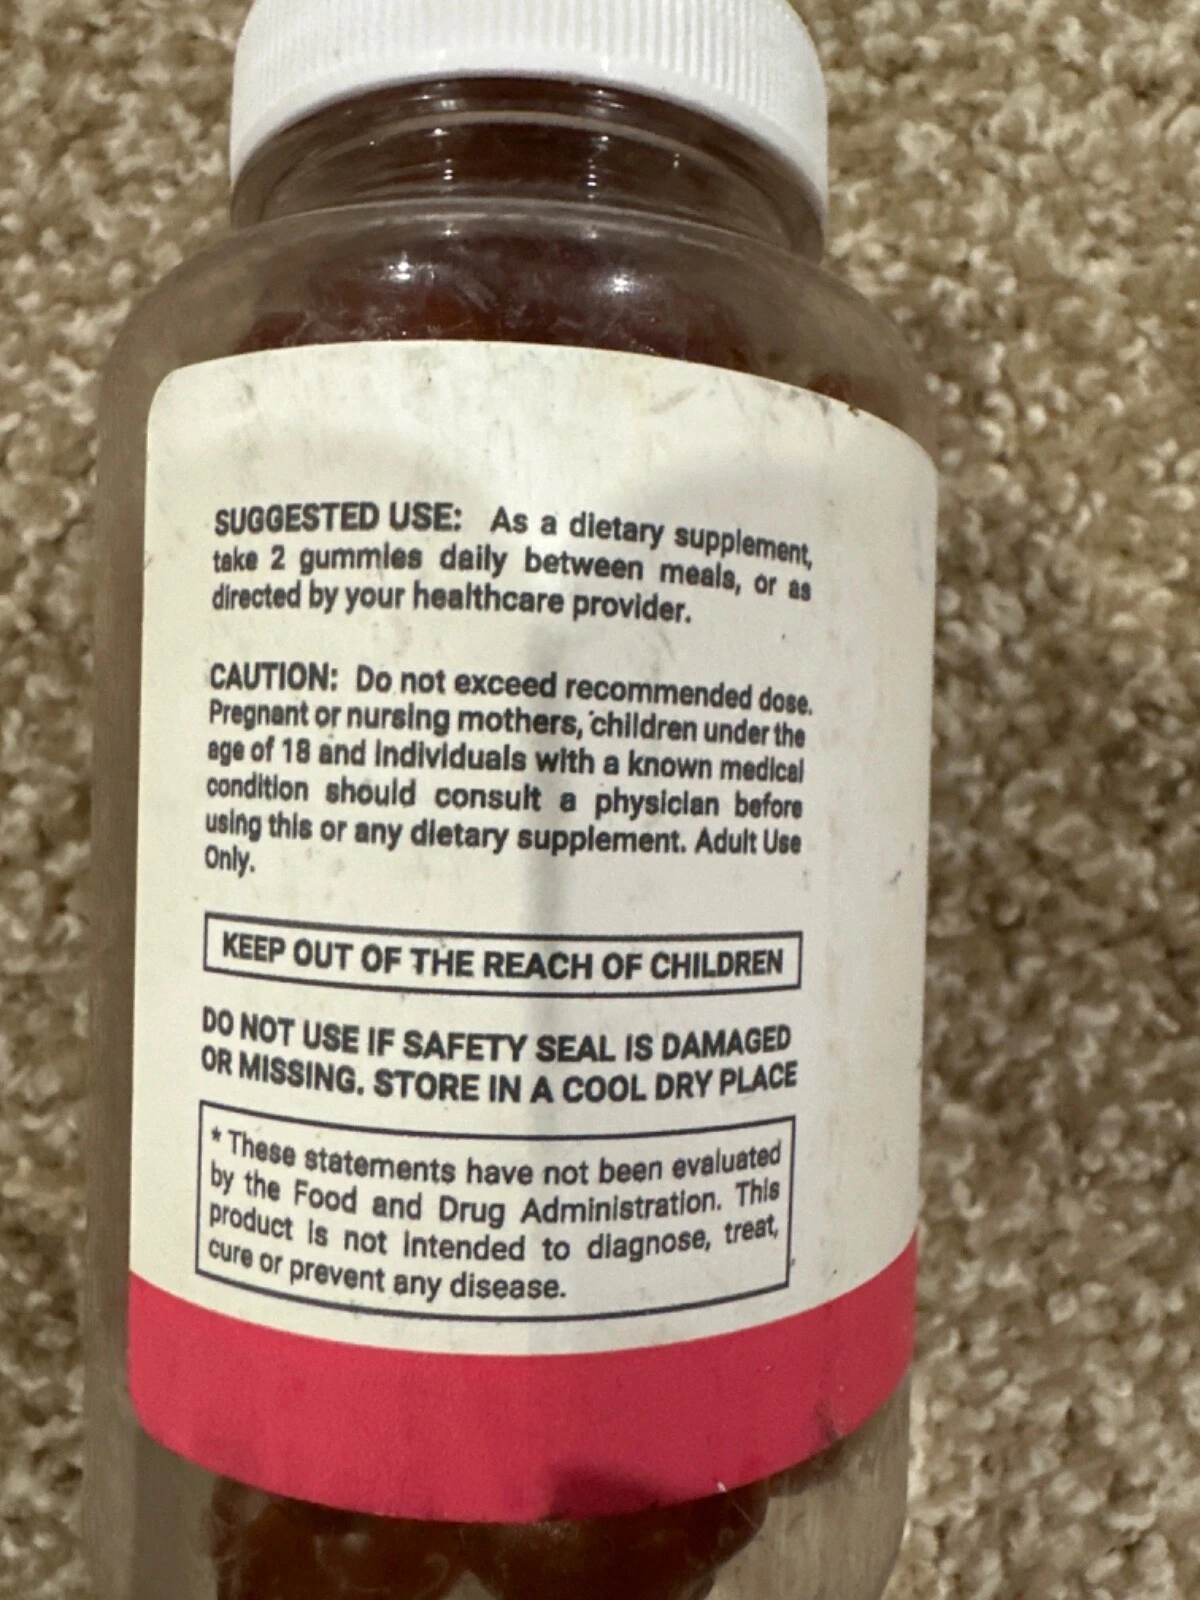 SUGGESTED USE: As a dietary supplement,
take 2 gummies daily between meals, or as
directed by your healthcare provider.
CAUTION: Do not exceed recommended dose.
Pregnant or nursing mothers, children under the
age of 18 and individuals with a known medical
condition should consult a physician before
using this or any dietary supplement. Adult Use
Only.
KEEP OUT OF THE REACH OF CHILDREN
DO NOT USE IF SAFETY SEAL IS DAMAGED
OR MISSING. STORE IN A COOL DRY PLACE
* These statements have not been evaluated
by the Food and Drug Administration. This
product is not intended to diagnose, treat,
cure or prevent any disease.